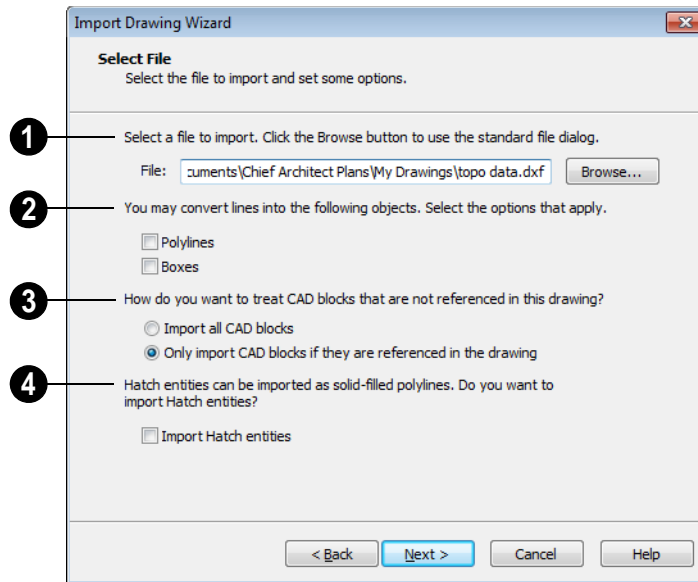 Import Drawing Wizard
Select File
Select the file to import and set some options.
1 Select a file to import. Click the Browse button to use the standard file dialog.
File: cuments\Chief Architect Plans\My Drawings\topo data.dxf Browse...
2 You may convert lines into the following objects. Select the options that apply.
Polylines
Boxes
3 How do you want to treat CAD blocks that are not referenced in this drawing?
Import all CAD blocks
Only import CAD blocks if they are referenced in the drawing
4 Hatch entities can be imported as solid-filled polylines. Do you want to
import Hatch entities?
Import Hatch entities
< Back Next > Cancel Help